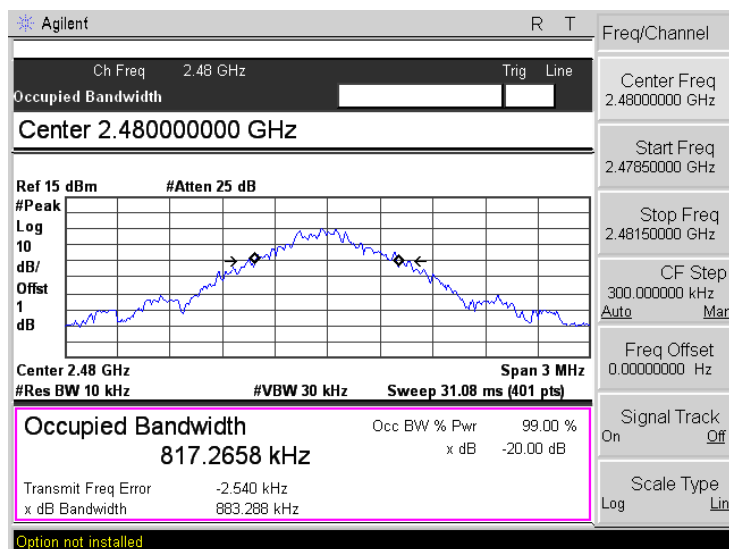 Agilent R T
Ch Freq 2.48 GHz Trig Line
Occupied Bandwidth
Center 2.480000000 GHz
Ref 15 dBm #Atten 25 dB
#Peak
Log
10
dB/
Offst
1
dB
Center 2.48 GHz Span 3 MHz
#Res BW 10 kHz #VBW 30 kHz Sweep 31.08 ms (401 pts)
Occupied Bandwidth Occ BW % Pwr 99.00 %
817.2658 kHz x dB -20.00 dB
Transmit Freq Error -2.540 kHz
x dB Bandwidth 883.288 kHz
Option not installed
Freq/Channel
Center Freq
2.48000000 GHz
Start Freq
2.47850000 GHz
Stop Freq
2.48150000 GHz
CF Step
300.000000 kHz
Auto Man
Freq Offset
0.00000000 Hz
Signal Track
On Off
Scale Type
Log Lin